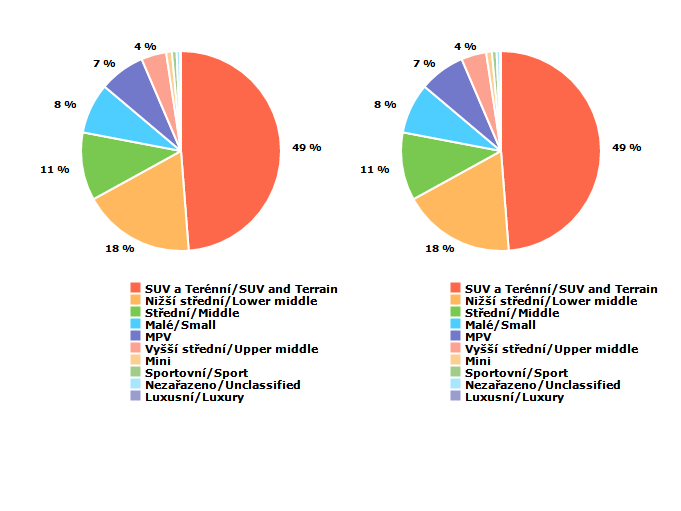 4 %
7 %
8 %
49 %
11 %
18 %
SUV a Terénní/SUV and Terrain
Nižší střední/Lower middle
Střední/Middle
Malé/Small
MPV
Vyšší střední/Upper middle
Mini
Sportovní/Sport
Nezařazeno/Unclassified
Luxusní/Luxury
4 %
7 %
8 %
49 %
11 %
18 %
SUV a Terénní/SUV and Terrain
Nižší střední/Lower middle
Střední/Middle
Malé/Small
MPV
Vyšší střední/Upper middle
Mini
Sportovní/Sport
Nezařazeno/Unclassified
Luxusní/Luxury